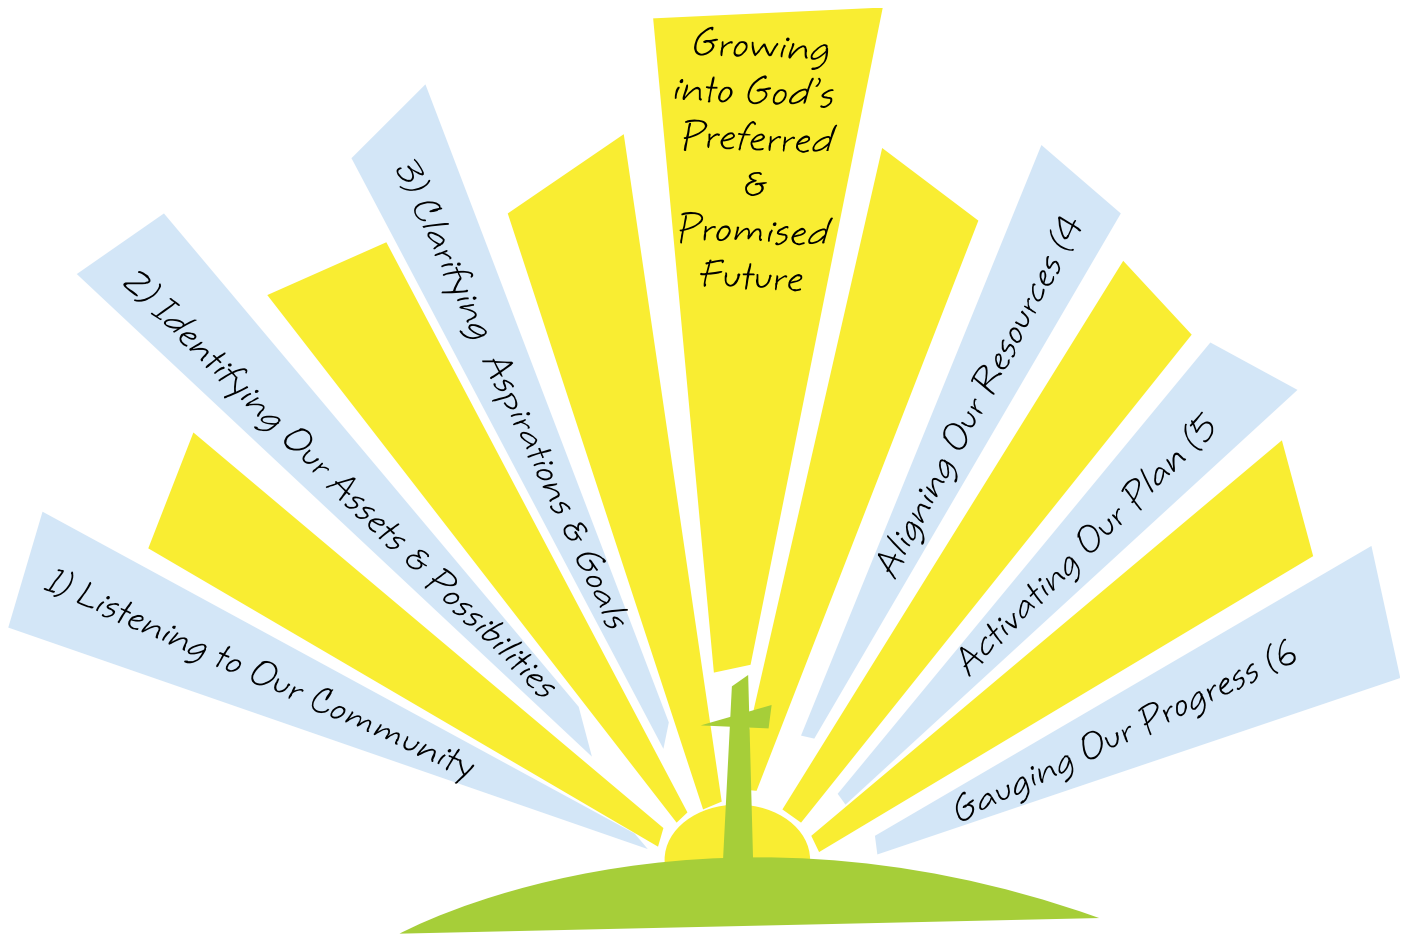 Growing
into God's
Preferred
&
Promised
Future
1) Listening to Our Community
2) Identifying Our Assets & Possibilities
3) Clarifying Aspirations & Goals
Aligning Our Resources (4
Activating Our Plan (5
Gauging Our Progress (6